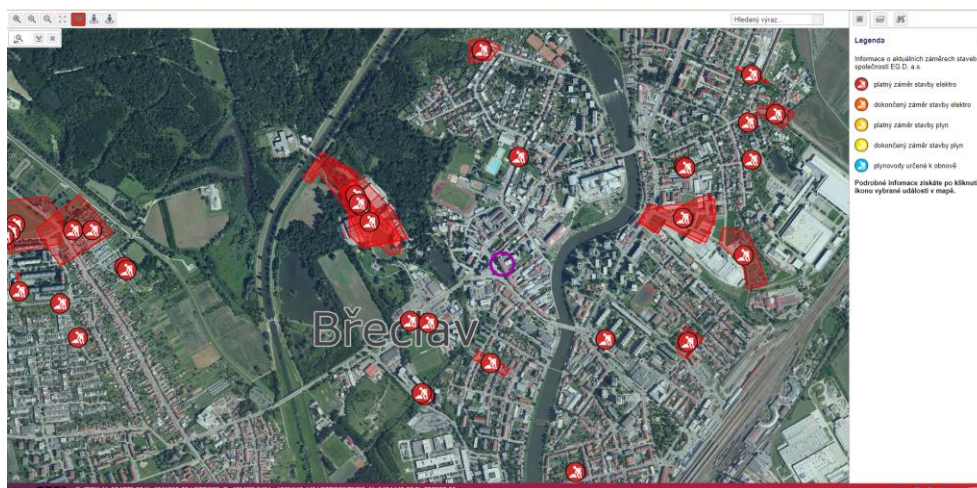 Hledaný výraz...
Legenda
Informace o aktuálních záměrech staveb
společnosti EG.D, a.s.
platný záměr stavby elektro
dokončený záměr stavby elektro
platný záměr stavby plyn
dokončený záměr stavby plyn
plynovody určené k obnově
Podrobné infomace získáte po kliknutí
ikonu vybrané události v mapě.
Břeclav